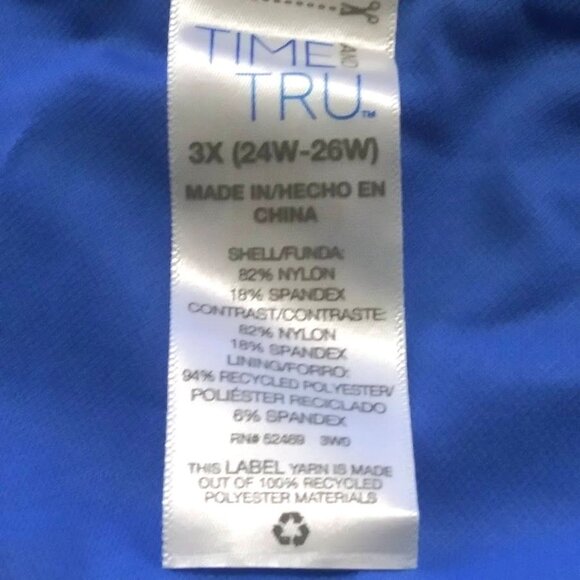 TIME AND
TRU™
3X (24W-26W)
MADE IN/HECHO EN
CHINA
SHELL/FUNDA:
82% NYLON
18% SPANDEX
CONTRAST/CONTRASTE:
82% NYLON
18% SPANDEX
LINING/FORRO:
94% RECYCLED POLYESTER/
POLIÉSTER RECICLADO
6% SPANDEX
RN# 52469 3W0
THIS LABEL YARN IS MADE
OUT OF 100% RECYCLED
POLYESTER MATERIALS